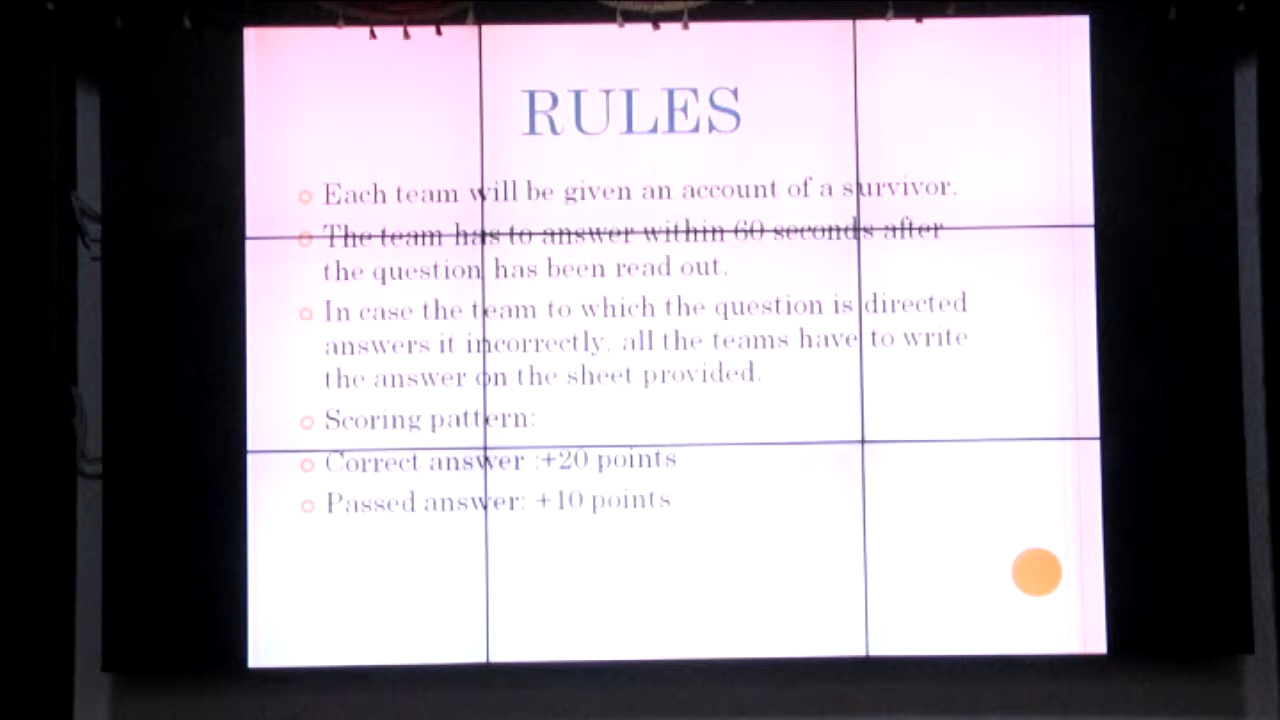 RULES
Each team will be given an account of a survivor.
The team has to answer within 60 seconds after
the question has been read out.
In case the team to which the question is directed
answers it incorrectly, all the teams have to write
the answer on the sheet provided.
Scoring pattern:
Correct answer :+20 points
Passed answer: +10 points